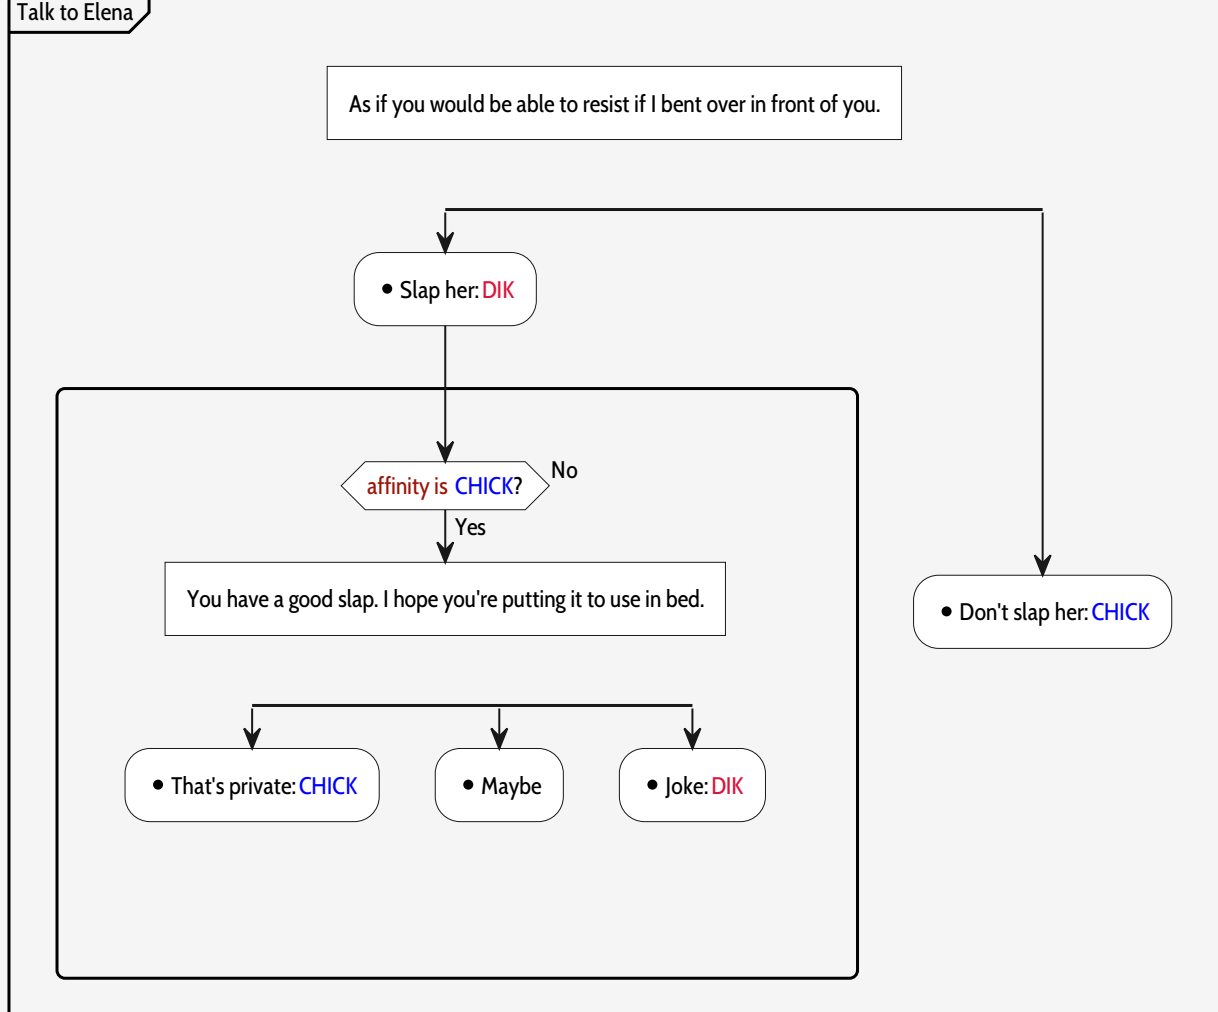 Talk to Elena
As if you would be able to resist if I bent over in front of you.
• Slap her: DIK
affinity is CHICK?
No
Yes
You have a good slap. I hope you're putting it to use in bed.
• Don't slap her: CHICK
• That's private: CHICK
• Maybe
• Joke: DIK